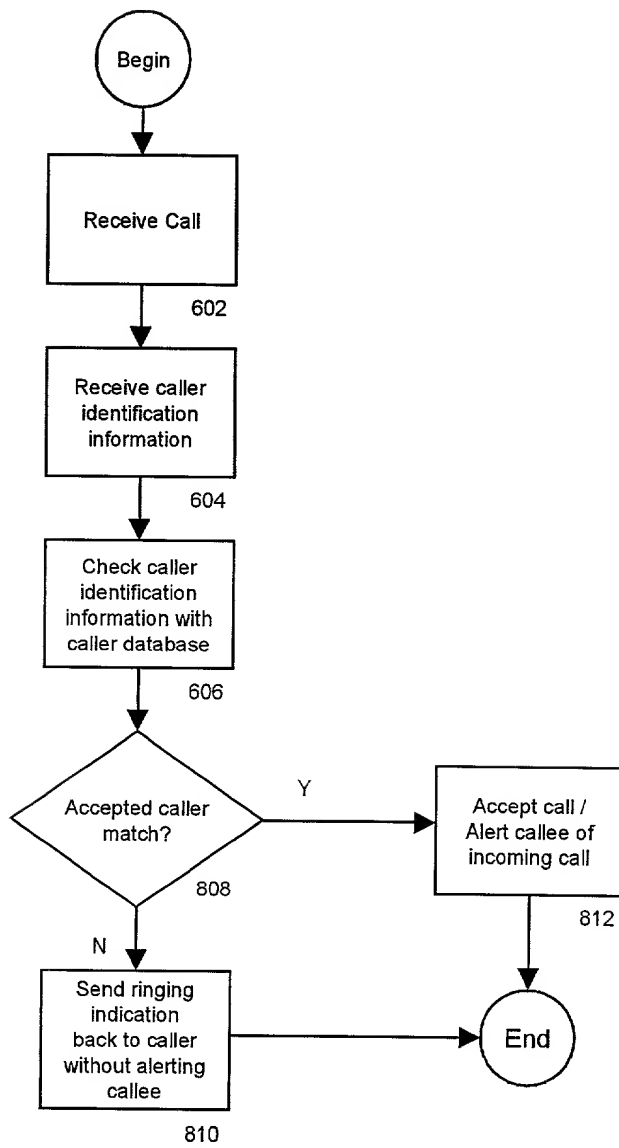 Begin
Receive Call
602
Receive caller
identification
information
604
Check caller
identification
information with
caller database
606
Accepted caller
match?
808
Y
Accept call /
Alert callee of
incoming call
812
N
Send ringing
indication
back to caller
without alerting
callee
810
End